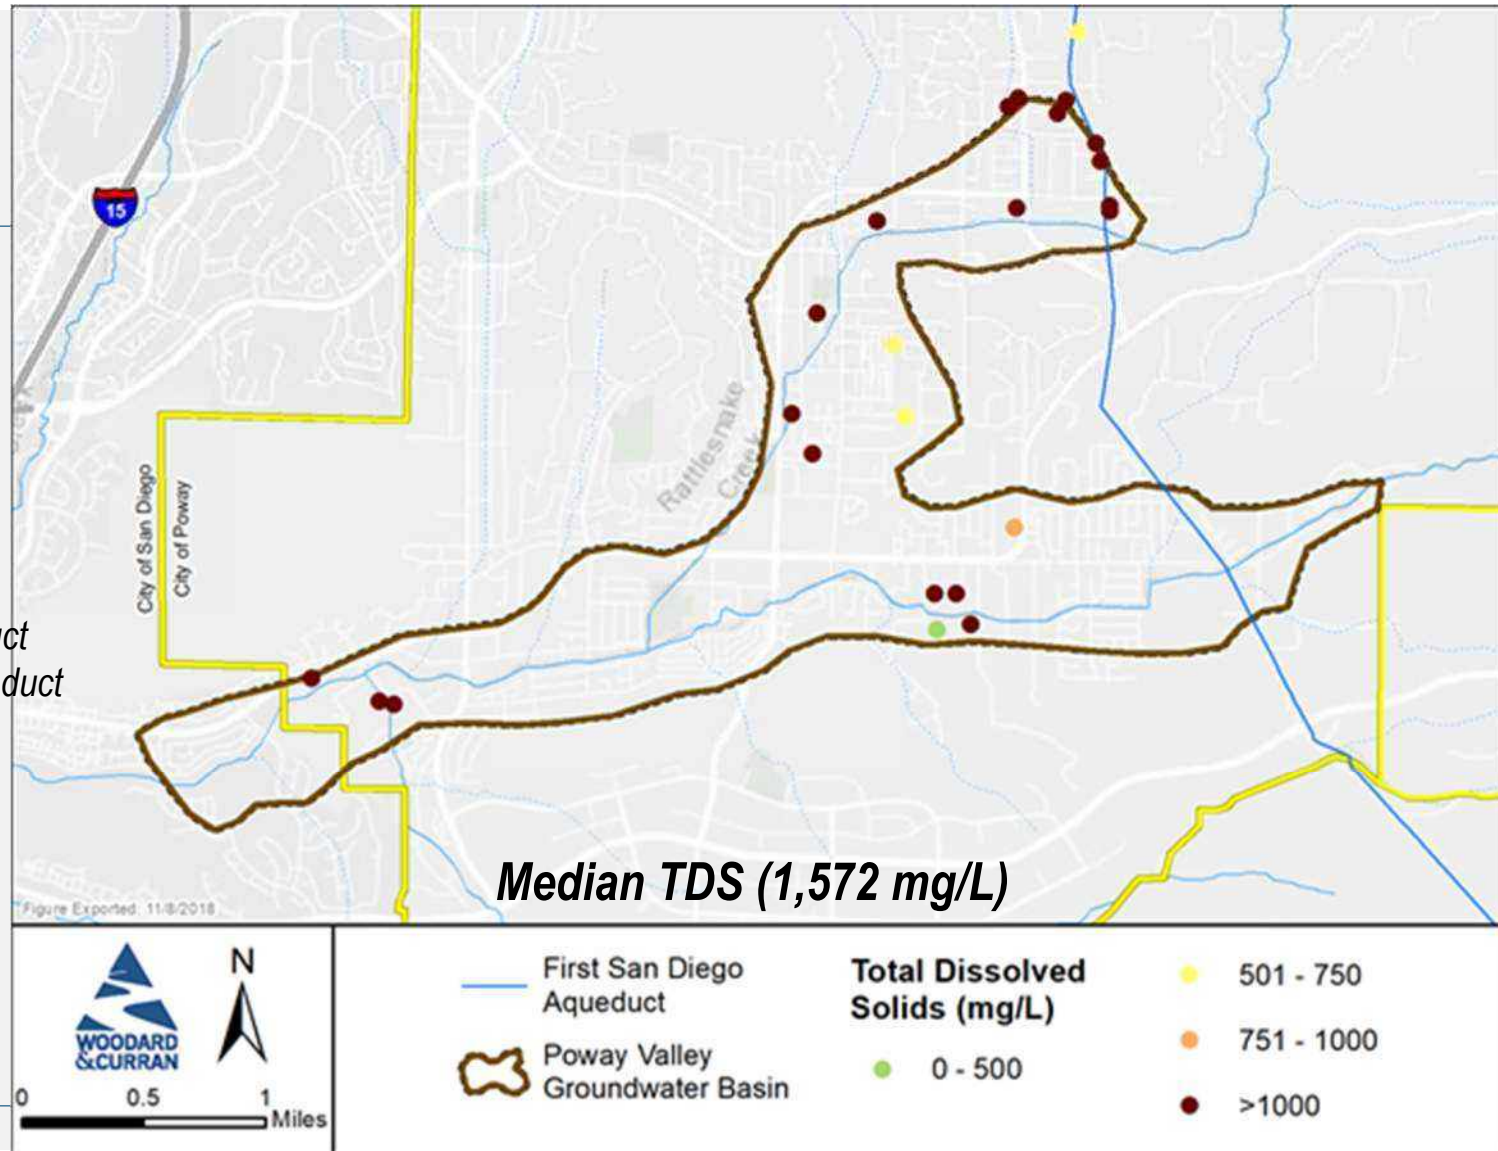 15
Rattlesnake
Creek
City of San Diego
City of Poway
duct
Median TDS (1,572 mg/L)
Figure Exported: 11/8/2018
WOODARD
&CURRAN
N
0 0.5 1
Miles
First San Diego
Aqueduct
Poway Valley
Groundwater Basin
Total Dissolved
Solids (mg/L)
0 - 500
501 - 750
751 - 1000
>1000